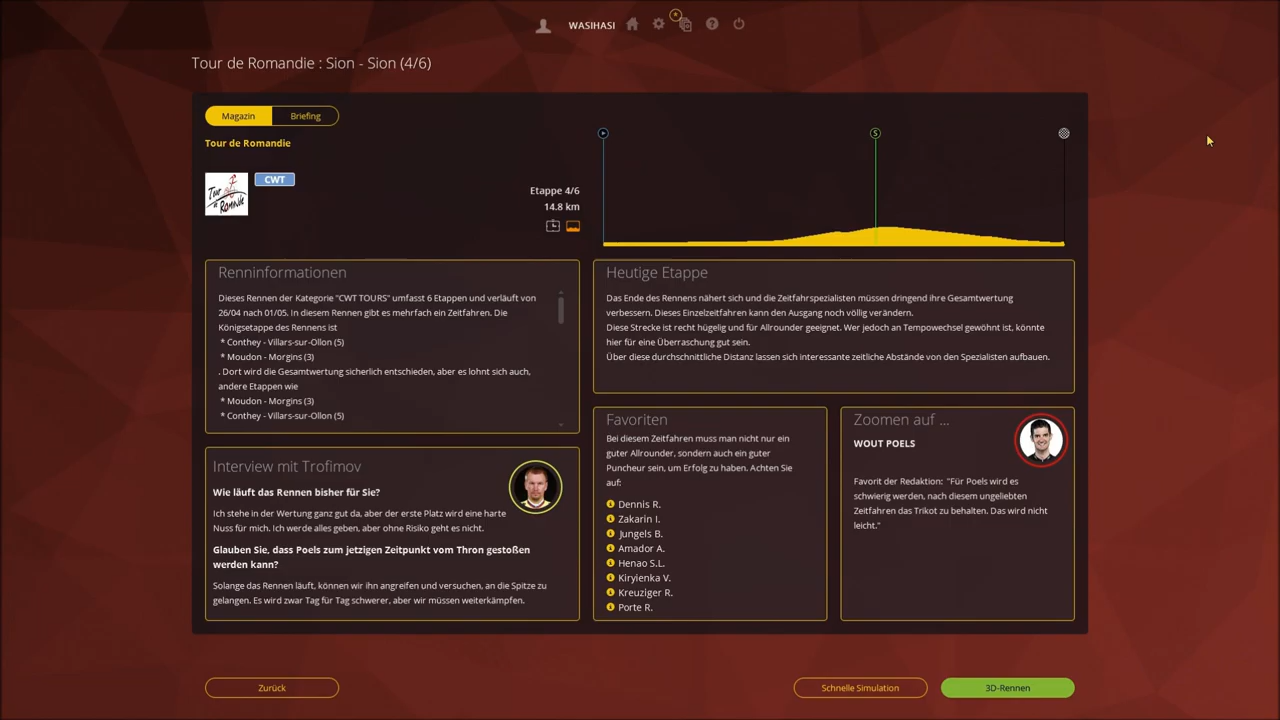 WASIHASI
Tour de Romandie : Sion - Sion (4/6)
Magazin
Briefing
Tour de Romandie
Tour de Romandie
CWT
Etappe 4/6
14.8 km
S
Renninformationen
Dieses Rennen der Kategorie "CWT TOURS" umfasst 6 Etappen und verläuft von
26/04 nach 01/05. In diesem Rennen gibt es mehrfach ein Zeitfahren. Die
Königsetappe des Rennens ist
* Conthey - Villars-sur-Ollon (5)
* Moudon - Morgins (3)
. Dort wird die Gesamtwertung sicherlich entschieden, aber es lohnt sich auch,
andere Etappen wie
* Moudon - Morgins (3)
* Conthey - Villars-sur-Ollon (5)
Heutige Etappe
Das Ende des Rennens nähert sich und die Zeitfahrspezialisten müssen dringend ihre Gesamtwertung
verbessern. Dieses Einzelzeitfahren kann den Ausgang noch völlig verändern.
Diese Strecke ist recht hügelig und für Allrounder geeignet. Wer jedoch an Tempowechsel gewöhnt ist, könnte
hier für eine Überraschung gut sein.
Über diese durchschnittliche Distanz lassen sich interessante zeitliche Abstände von den Spezialisten aufbauen.
Interview mit Trofimov
Wie läuft das Rennen bisher für Sie?
Ich stehe in der Wertung ganz gut da, aber der erste Platz wird eine harte
Nuss für mich. Ich werde alles geben, aber ohne Risiko geht es nicht.
Glauben Sie, dass Poels zum jetzigen Zeitpunkt vom Thron gestoßen
werden kann?
Solange das Rennen läuft, können wir ihn angreifen und versuchen, an die Spitze zu
gelangen. Es wird zwar Tag für Tag schwerer, aber wir müssen weiterkämpfen.
Favoriten
Bei diesem Zeitfahren muss man nicht nur ein
guter Allrounder, sondern auch ein guter
Puncheur sein, um Erfolg zu haben. Achten Sie
auf:
Dennis R.
Zakarin I.
Jungels B.
Amador A.
Henao S.L.
Kiryienka V.
Kreuziger R.
Porte R.
Zoomen auf ...
WOUT POELS
Favorit der Redaktion: "Für Poels wird es
schwierig werden, nach diesem ungeliebten
Zeitfahren das Trikot zu behalten. Das wird nicht
leicht."
Zurück
Schnelle Simulation
3D-Rennen